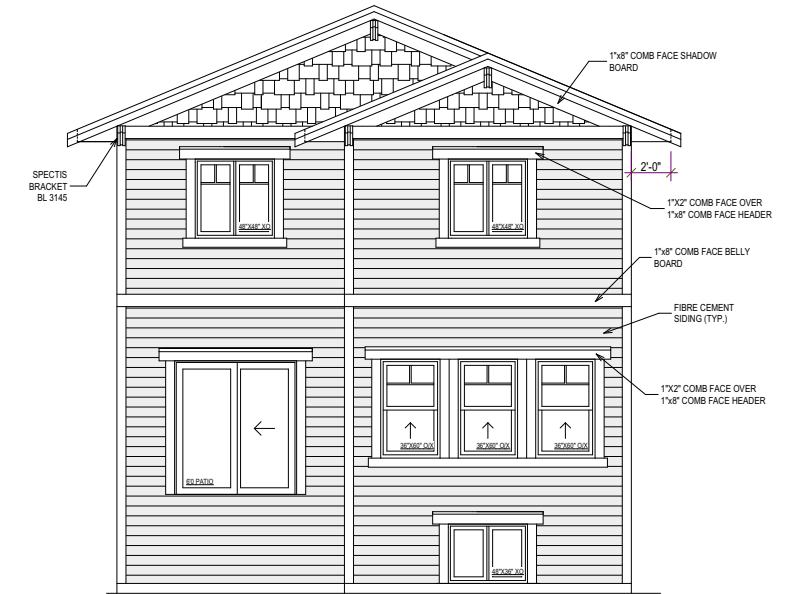 1"x8" COMB FACE SHADOW
BOARD
2'-0"
SPECTIS
BRACKET
BL 3145
1"X2" COMB FACE OVER
1"x8" COMB FACE HEADER
48"X48" XO
48"X48" XO
1"x8" COMB FACE BELLY
BOARD
FIBRE CEMENT
SIDING (TYP.)
1"X2" COMB FACE OVER
1"x8" COMB FACE HEADER
36"X60" O/X
36"X60" O/X
36"X60" O/X
6'0 PATIO
48"X36" XO